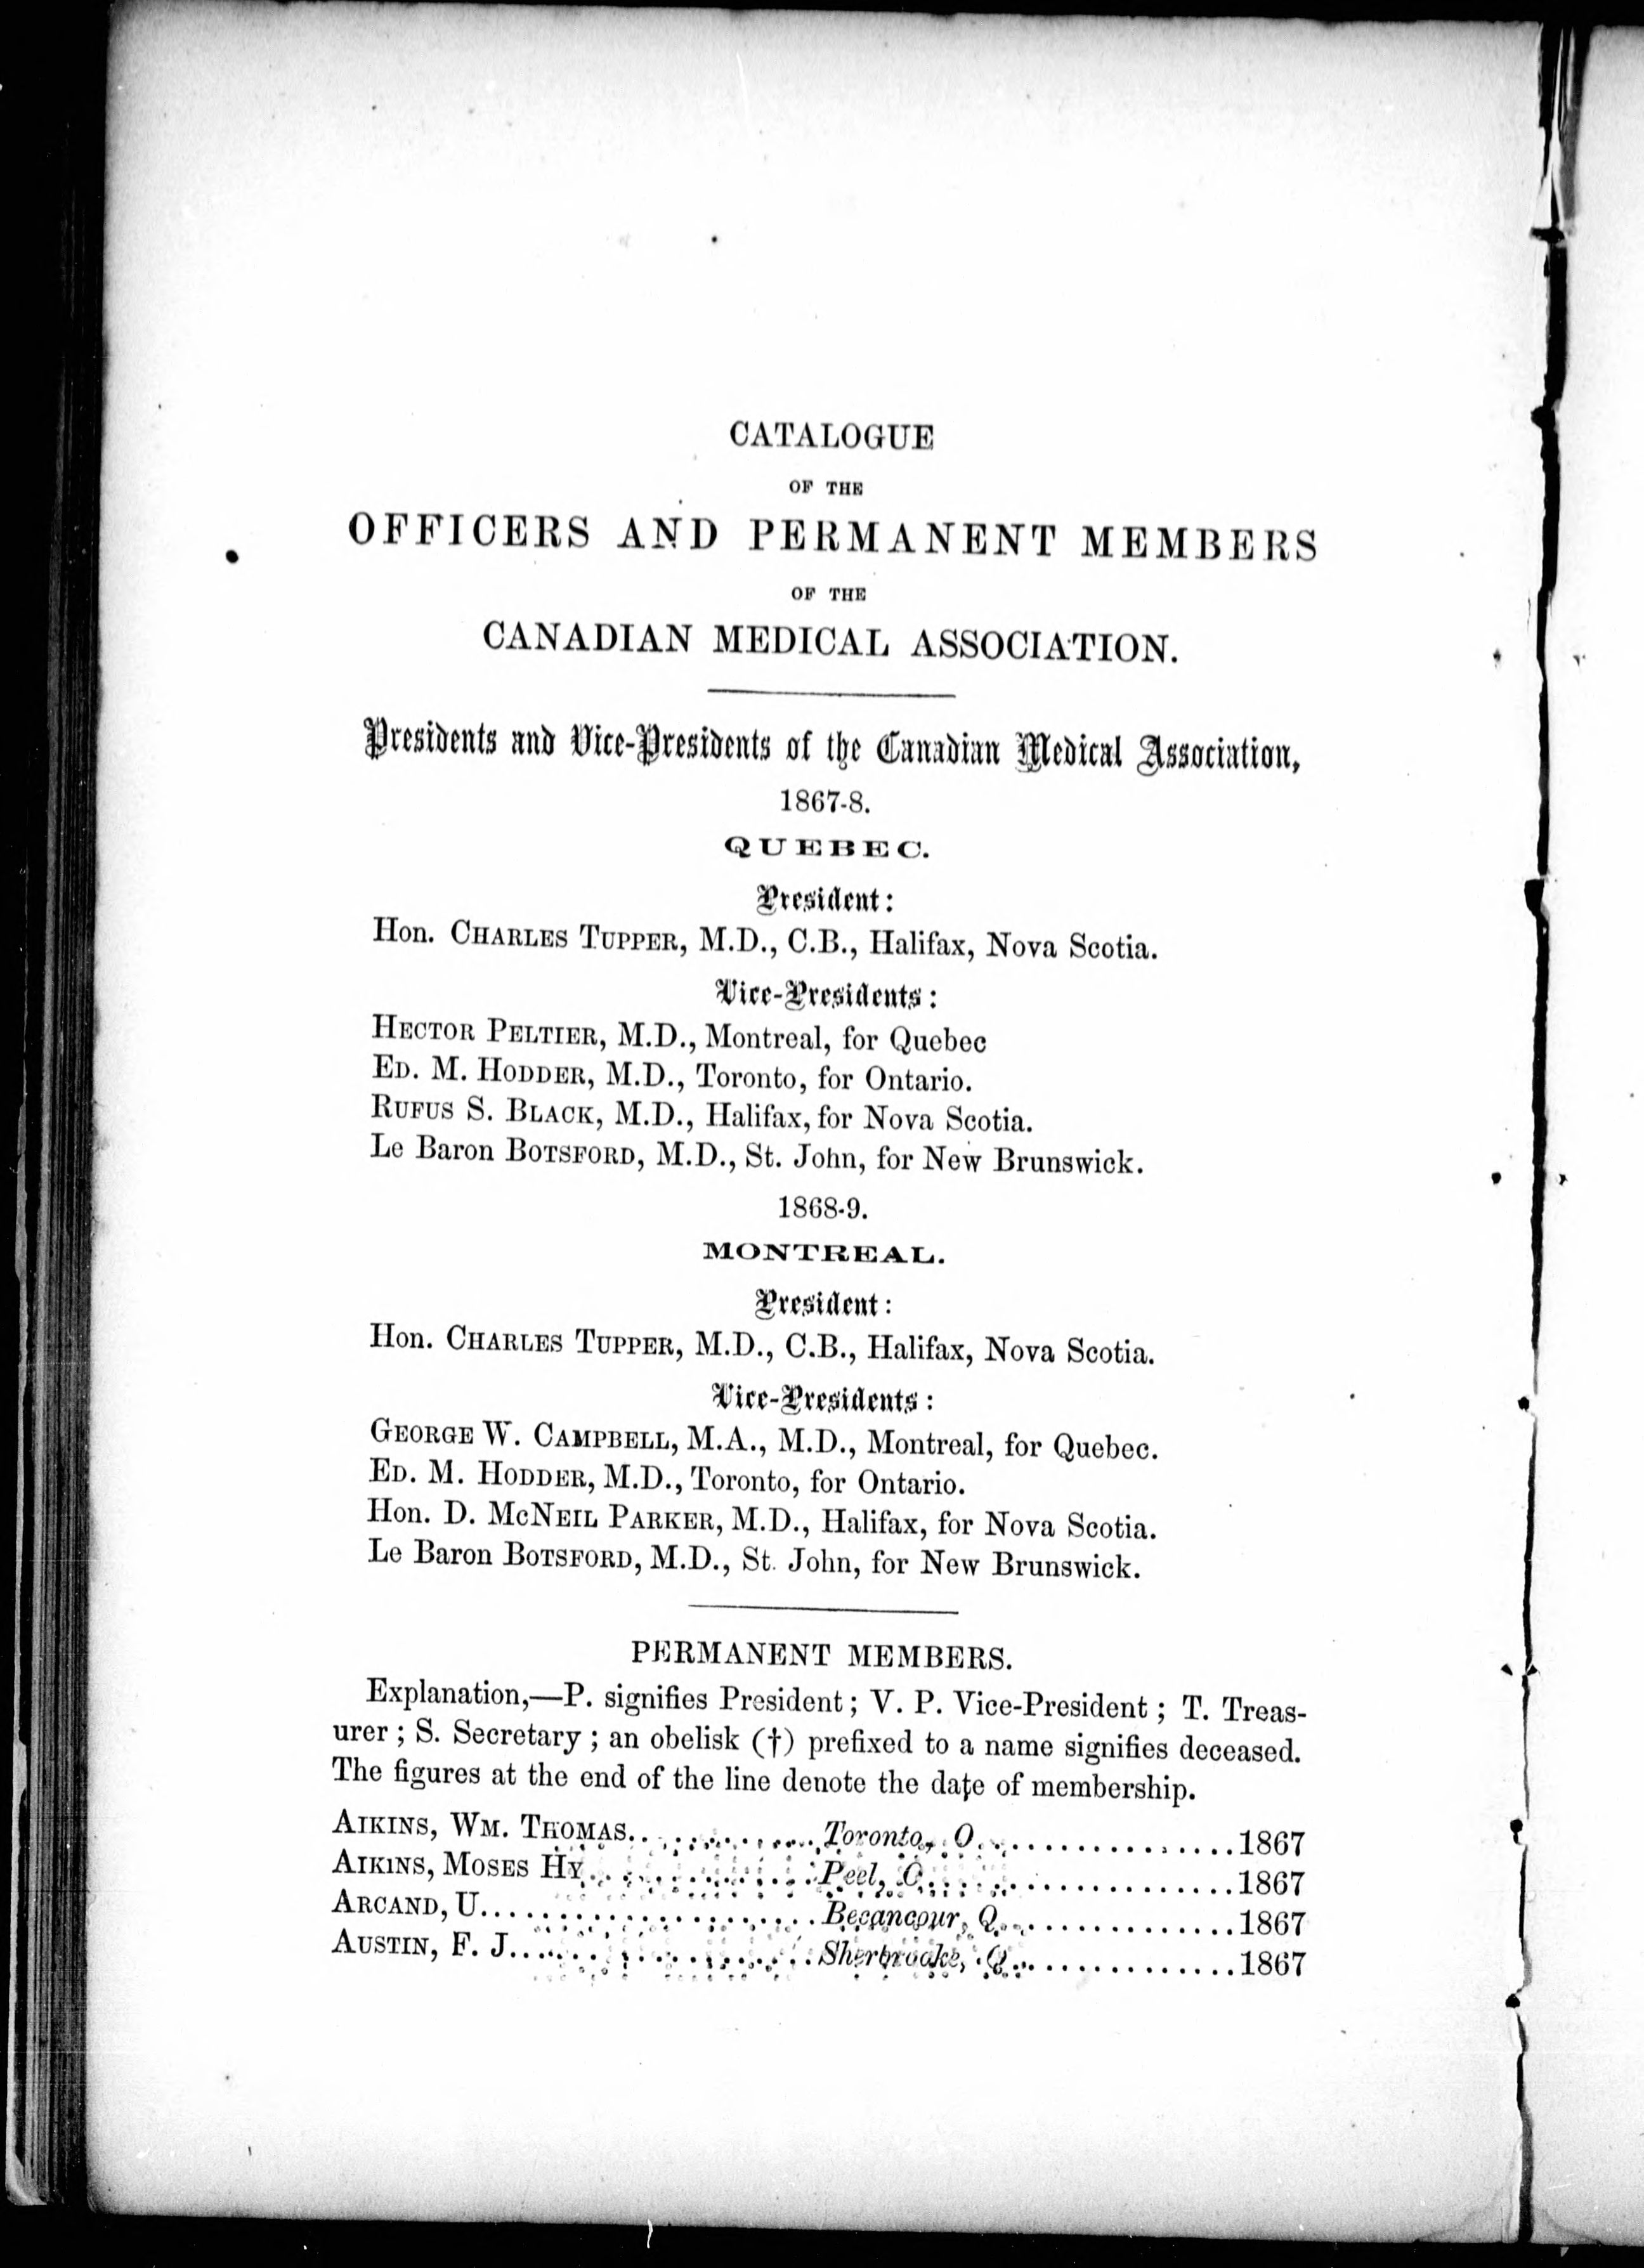 CATALOGUE
OF THE
OFFICERS AND PERMANENT MEMBERS
OF THE
CANADIAN MEDICAL ASSOCIATION.
Presidents and Vice-Presidents of the Canadian Medical Association,
1867-8.
QUEBEC.
President:
Hon. CHARLES TUPPER, M.D., C.B., Halifax, Nova Scotia.
Vice-Presidents:
HECTOR PELTIER, M.D., Montreal, for Quebec
ED. M. HODDER, M.D., Toronto, for Ontario.
RUFUS S. BLACK, M.D., Halifax, for Nova Scotia.
Le Baron BOTSFORD, M.D., St. John, for New Brunswick.
1868-9.
MONTREAL.
President:
Hon. CHARLES TUPPER, M.D., C.B., Halifax, Nova Scotia.
Vice-Presidents:
GEORGE W. CAMPBELL, M.A., M.D., Montreal, for Quebec.
ED. M. HODDER, M.D., Toronto, for Ontario.
Hon. D. MCNEIL PARKER, M.D., Halifax, for Nova Scotia.
Le Baron BOTSFORD, M.D., St. John, for New Brunswick.
PERMANENT MEMBERS.
Explanation,—P. signifies President; V. P. Vice-President; T. Treas-
urer; S. Secretary; an obelisk (†) prefixed to a name signifies deceased.
The figures at the end of the line denote the date of membership.
AIKINS, WM. THOMAS..................Toronto, O..................1867
AIKINS, MOSES HY..................Peel, O..................1867
ARCAND, U..................Becancour, Q..................1867
AUSTIN, F. J..................Sherbrooke, Q..................1867